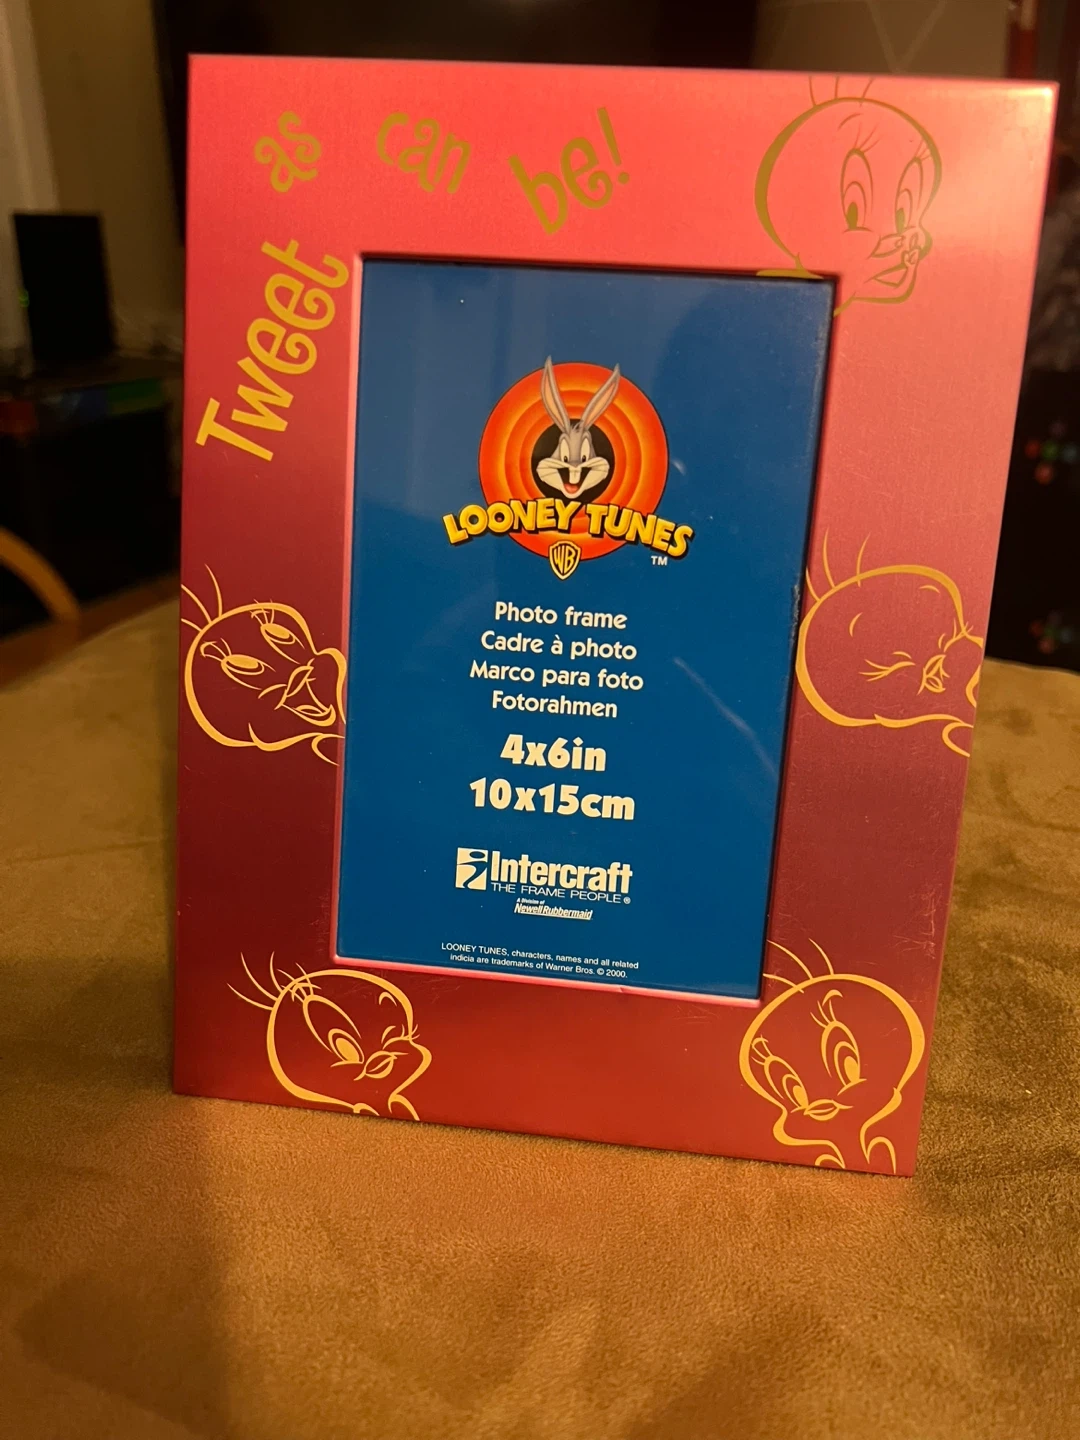 Tweet as can be!
LOONEY TUNES
WB
TM
Photo frame
Cadre à photo
Marco para foto
Fotorahmen
4x6in
10x15cm
Intercraft
THE FRAME PEOPLE®
A Division of
Newell Rubbermaid
LOONEY TUNES, characters, names and all related
indicia are trademarks of Warner Bros. © 2000.